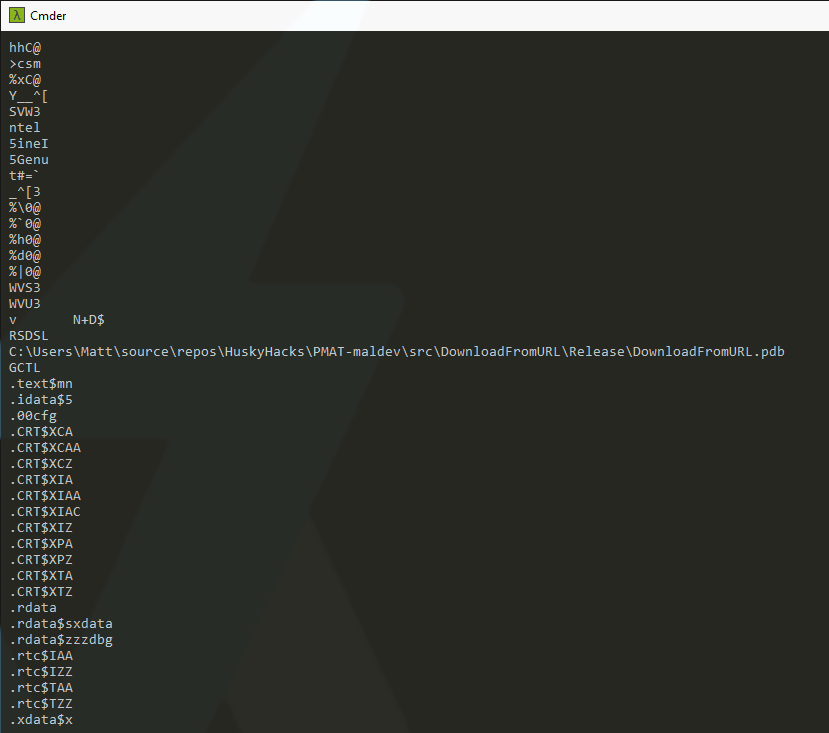 λ Cmder
hhC@
>csm
%xC@
Y__^[
SVW3
ntel
5ineI
5Genu
t#=`
_^[3
%\0@
%`0@
%h0@
%d0@
%|0@
WVS3
WVU3
v       N+D$
RSDSL
C:\Users\Matt\source\repos\HuskyHacks\PMAT-maldev\src\DownloadFromURL\Release\DownloadFromURL.pdb
GCTL
.text$mn
.idata$5
.00cfg
.CRT$XCA
.CRT$XCAA
.CRT$XCZ
.CRT$XIA
.CRT$XIAA
.CRT$XIAC
.CRT$XIZ
.CRT$XPA
.CRT$XPZ
.CRT$XTA
.CRT$XTZ
.rdata
.rdata$sxdata
.rdata$zzzdbg
.rtc$IAA
.rtc$IZZ
.rtc$TAA
.rtc$TZZ
.xdata$x